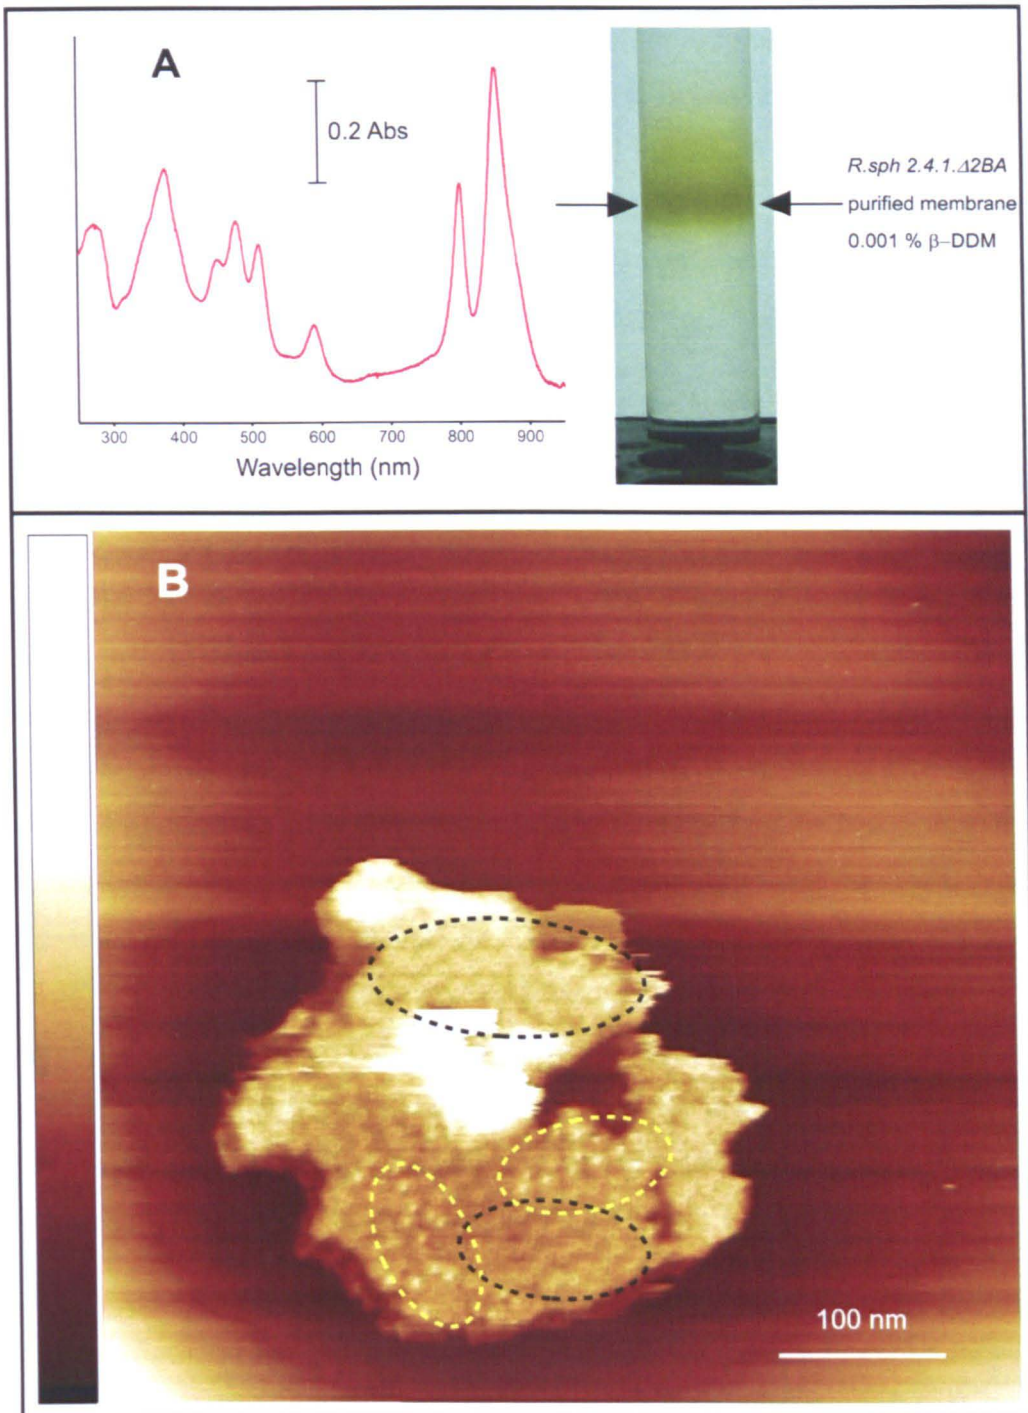 A
0.2 Abs
R.sph 2.4.1.Δ2BA
purified membrane
0.001 % β–DDM
300 400 500 600 700 800 900
Wavelength (nm)
B
100 nm